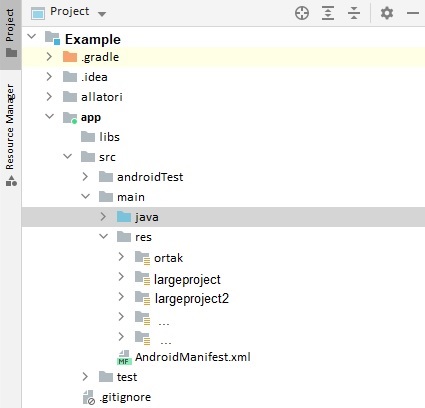 Project
Project
Resource Manager
Example
.gradle
.idea
allatori
app
libs
src
androidTest
main
java
res
ortak
largeproject
largeproject2
...
...
AndroidManifest.xml
MF
test
.gitignore